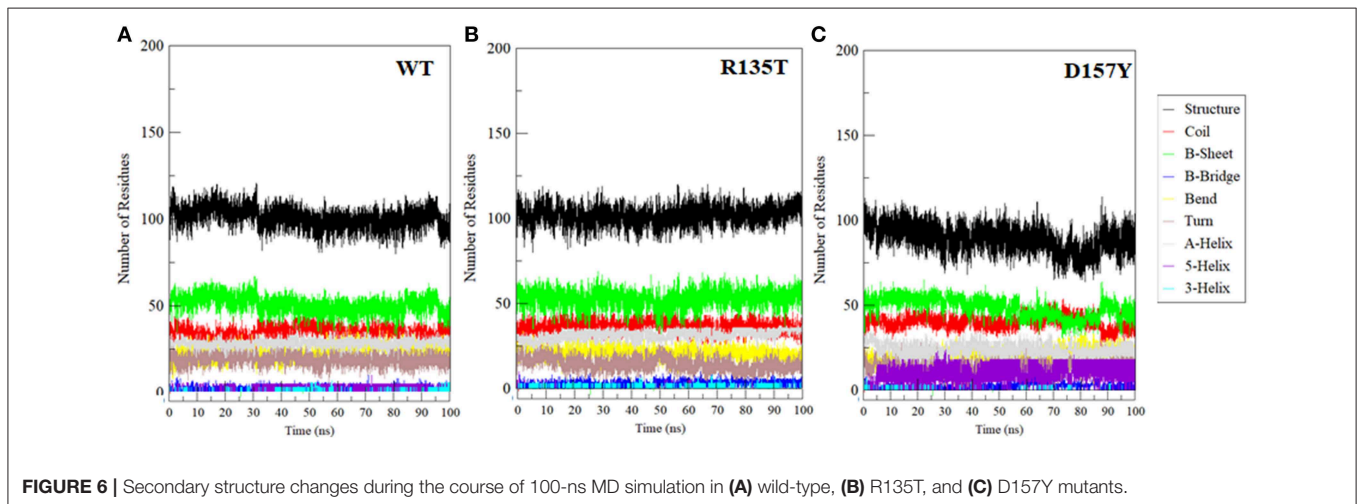 A
B
C
WT
R135T
D157Y
200
150
100
50
0
Number of Residues
0 10 20 30 40 50 60 70 80 90 100
Time (ns)
200
150
100
50
0
Number of Residues
0 10 20 30 40 50 60 70 80 90 100
Time (ns)
200
150
100
50
0
Number of Residues
0 10 20 30 40 50 60 70 80 90 100
Time (ns)
Structure
Coil
B-Sheet
B-Bridge
Bend
Turn
A-Helix
5-Helix
3-Helix
FIGURE 6 | Secondary structure changes during the course of 100-ns MD simulation in (A) wild-type, (B) R135T, and (C) D157Y mutants.